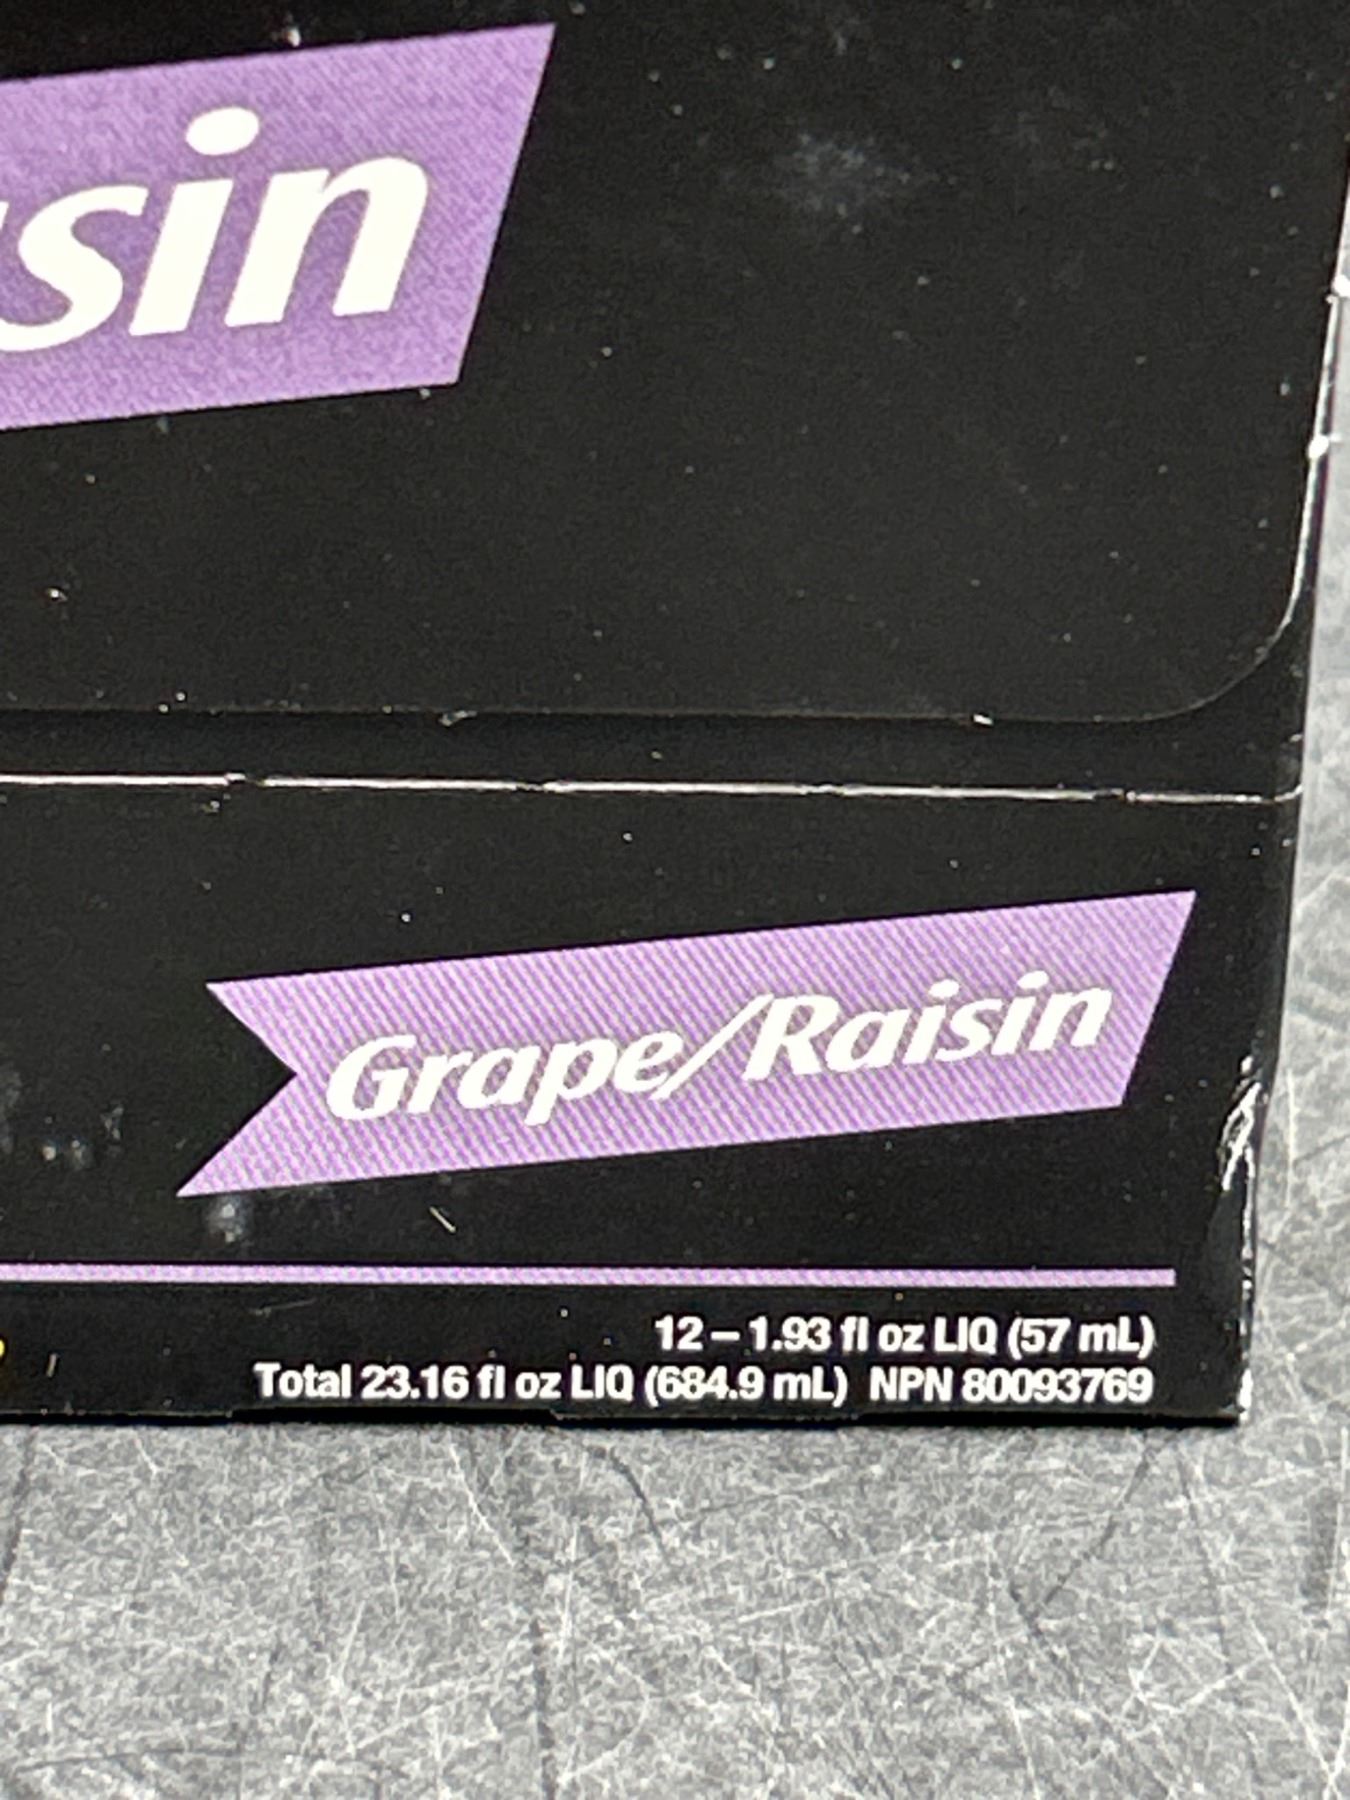 sin
Grape/Raisin
12 – 1.93 fl oz LIQ (57 mL)
Total 23.16 fl oz LIQ (684.9 mL) NPN 80093769